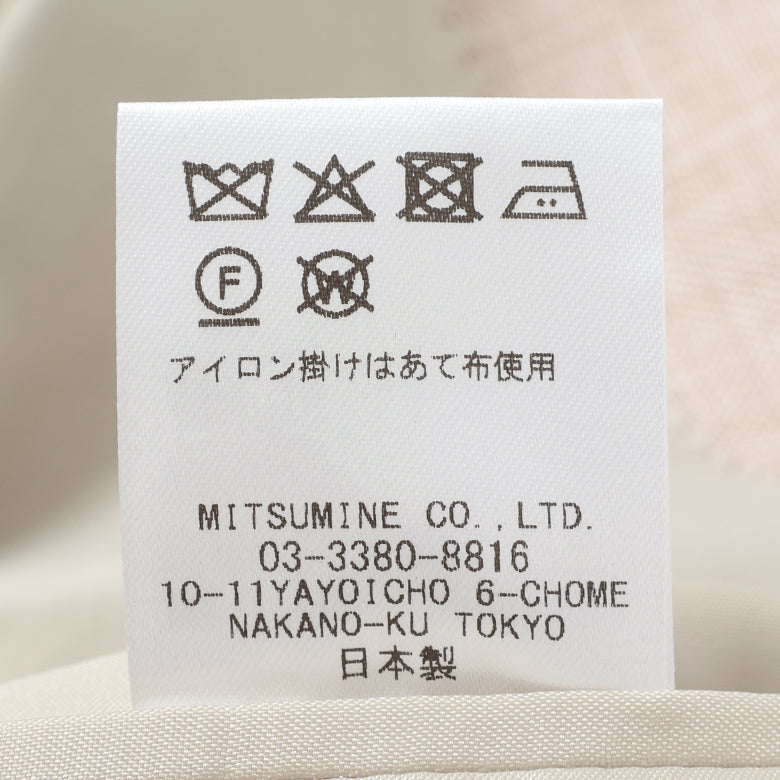 F W
アイロン掛けはあて布使用
MITSUMINE CO.,LTD.
03-3380-8816
10-11YAYOICHO 6-CHOME
NAKANO-KU TOKYO
日本製